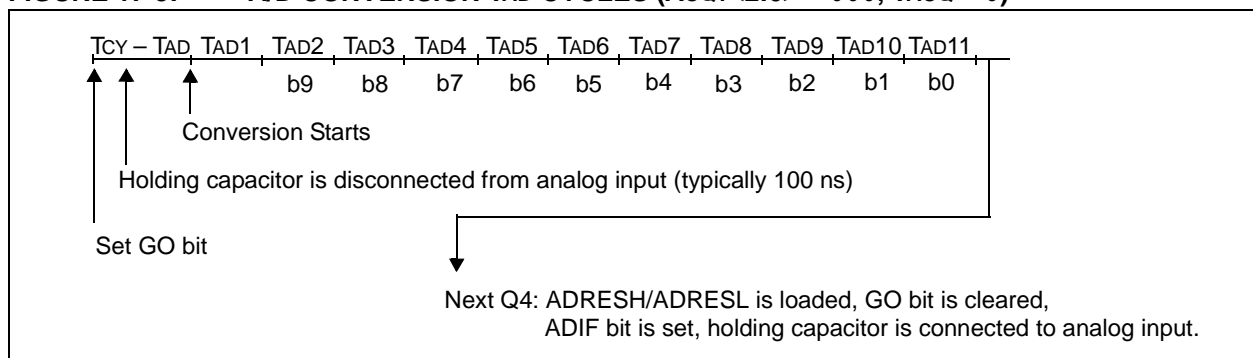 TCY – TAD TAD1 TAD2 TAD3 TAD4 TAD5 TAD6 TAD7 TAD8 TAD9 TAD10 TAD11
b9 b8 b7 b6 b5 b4 b3 b2 b1 b0
Conversion Starts
Holding capacitor is disconnected from analog input (typically 100 ns)
Set GO bit
Next Q4: ADRESH/ADRESL is loaded, GO bit is cleared,
ADIF bit is set, holding capacitor is connected to analog input.